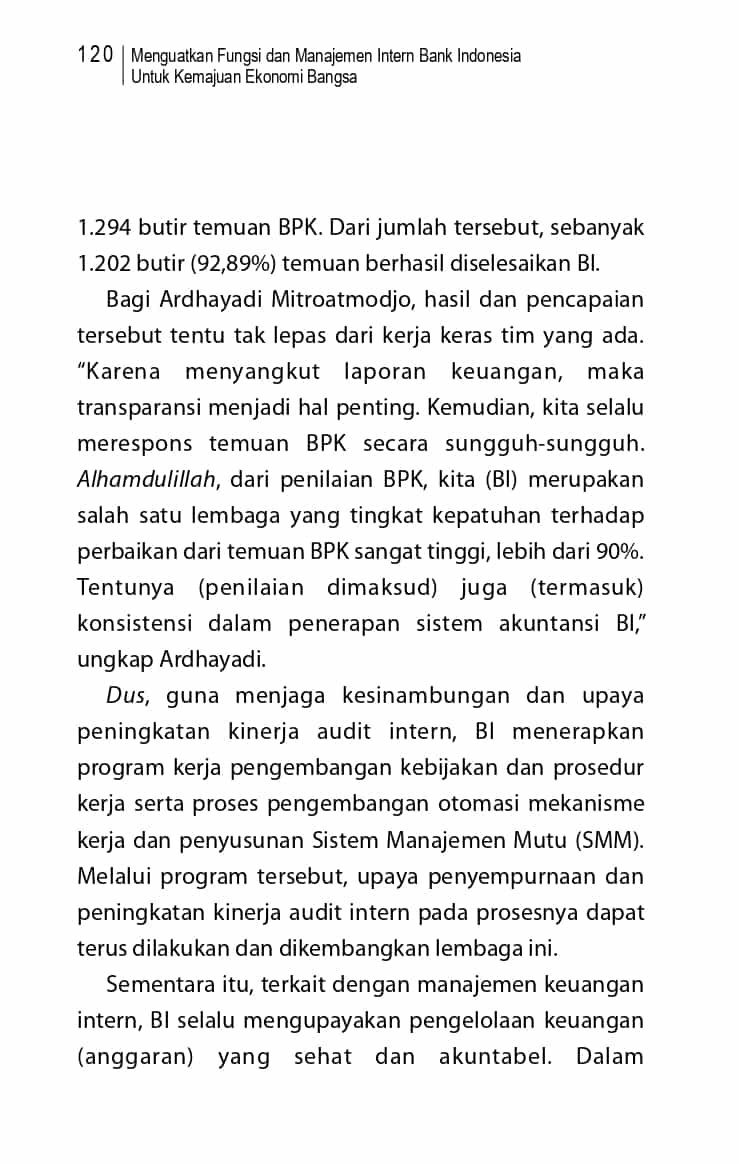 120 Menguatkan Fungsi dan Manajemen Intern Bank Indonesia
Untuk Kemajuan Ekonomi Bangsa
1.294 butir temuan BPK. Dari jumlah tersebut, sebanyak
1.202 butir (92,89%) temuan berhasil diselesaikan BI.
Bagi Ardhayadi Mitroatmodjo, hasil dan pencapaian
tersebut tentu tak lepas dari kerja keras tim yang ada.
“Karena menyangkut laporan keuangan, maka
transparansi menjadi hal penting. Kemudian, kita selalu
merespons temuan BPK secara sungguh-sungguh.
Alhamdulillah, dari penilaian BPK, kita (BI) merupakan
salah satu lembaga yang tingkat kepatuhan terhadap
perbaikan dari temuan BPK sangat tinggi, lebih dari 90%.
Tentunya (penilaian dimaksud) juga (termasuk)
konsistensi dalam penerapan sistem akuntansi BI,”
ungkap Ardhayadi.
Dus, guna menjaga kesinambungan dan upaya
peningkatan kinerja audit intern, BI menerapkan
program kerja pengembangan kebijakan dan prosedur
kerja serta proses pengembangan otomasi mekanisme
kerja dan penyusunan Sistem Manajemen Mutu (SMM).
Melalui program tersebut, upaya penyempurnaan dan
peningkatan kinerja audit intern pada prosesnya dapat
terus dilakukan dan dikembangkan lembaga ini.
Sementara itu, terkait dengan manajemen keuangan
intern, BI selalu mengupayakan pengelolaan keuangan
(anggaran) yang sehat dan akuntabel. Dalam